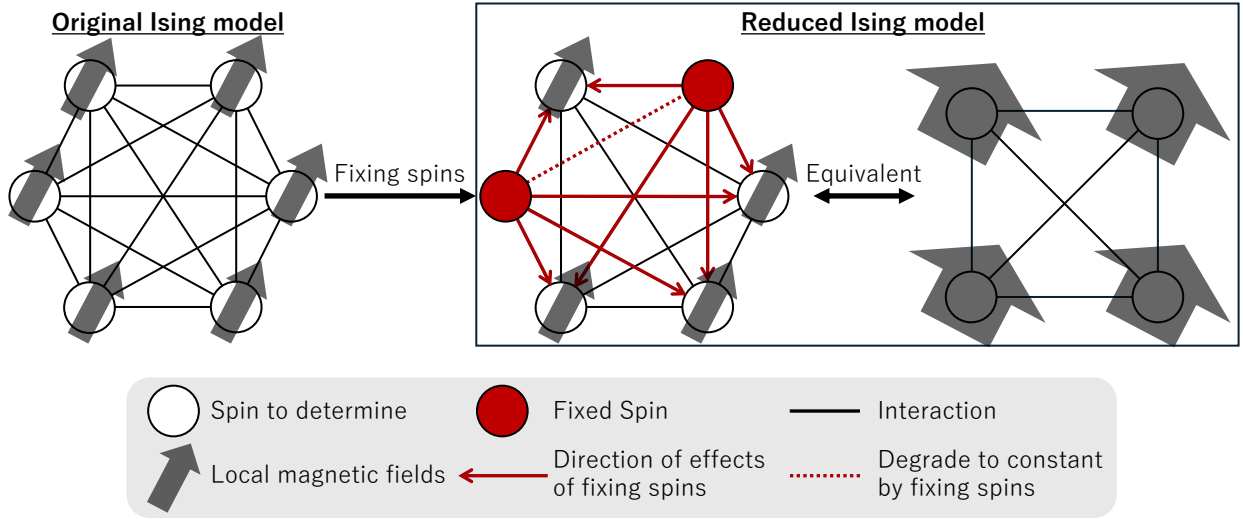 Original Ising model
Reduced Ising model
Fixing spins
Equivalent
Spin to determine
Fixed Spin
Interaction
Local magnetic fields
Direction of effects
of fixing spins
Degrade to constant
by fixing spins